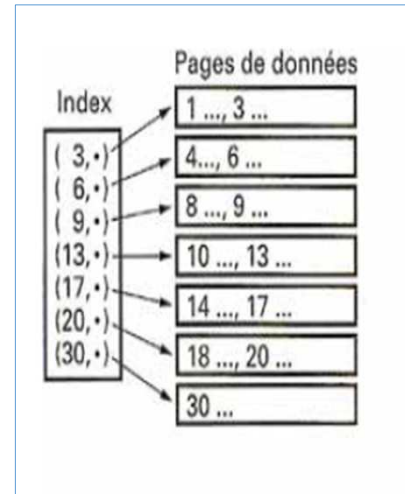 Pages de données
Index
( 3,•)
( 6,•)
( 9,•)
(13,•)
(17,•)
(20,•)
(30,•)
1 ..., 3 ...
4..., 6 ...
8 ..., 9 ...
10 ..., 13 ...
14 ..., 17 ...
18 ..., 20 ...
30 ...